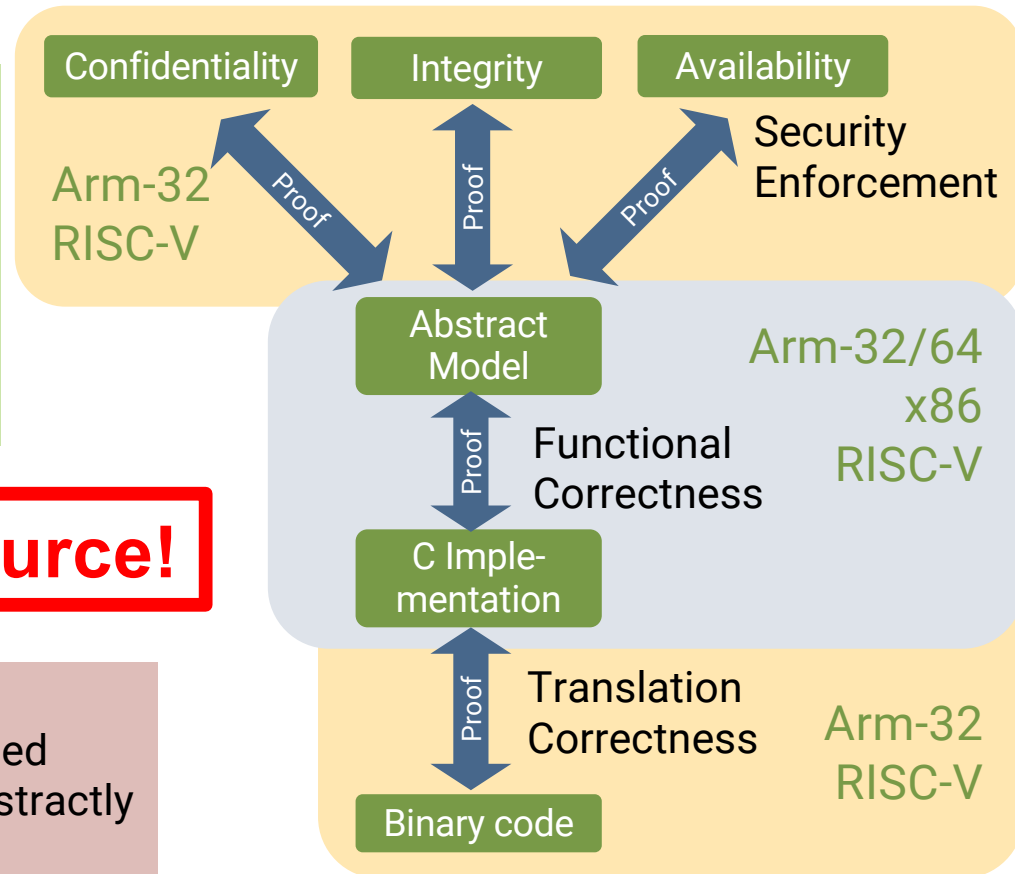 Confidentiality
Integrity
Availability
Security
Enforcement
Arm-32
RISC-V
Proof
Proof
Proof
Abstract
Model
Arm-32/64
x86
RISC-V
Proof
Functional
Correctness
urce!
C Imple-
mentation
Proof
Translation
Correctness
Arm-32
RISC-V
ed
stractly
Binary code